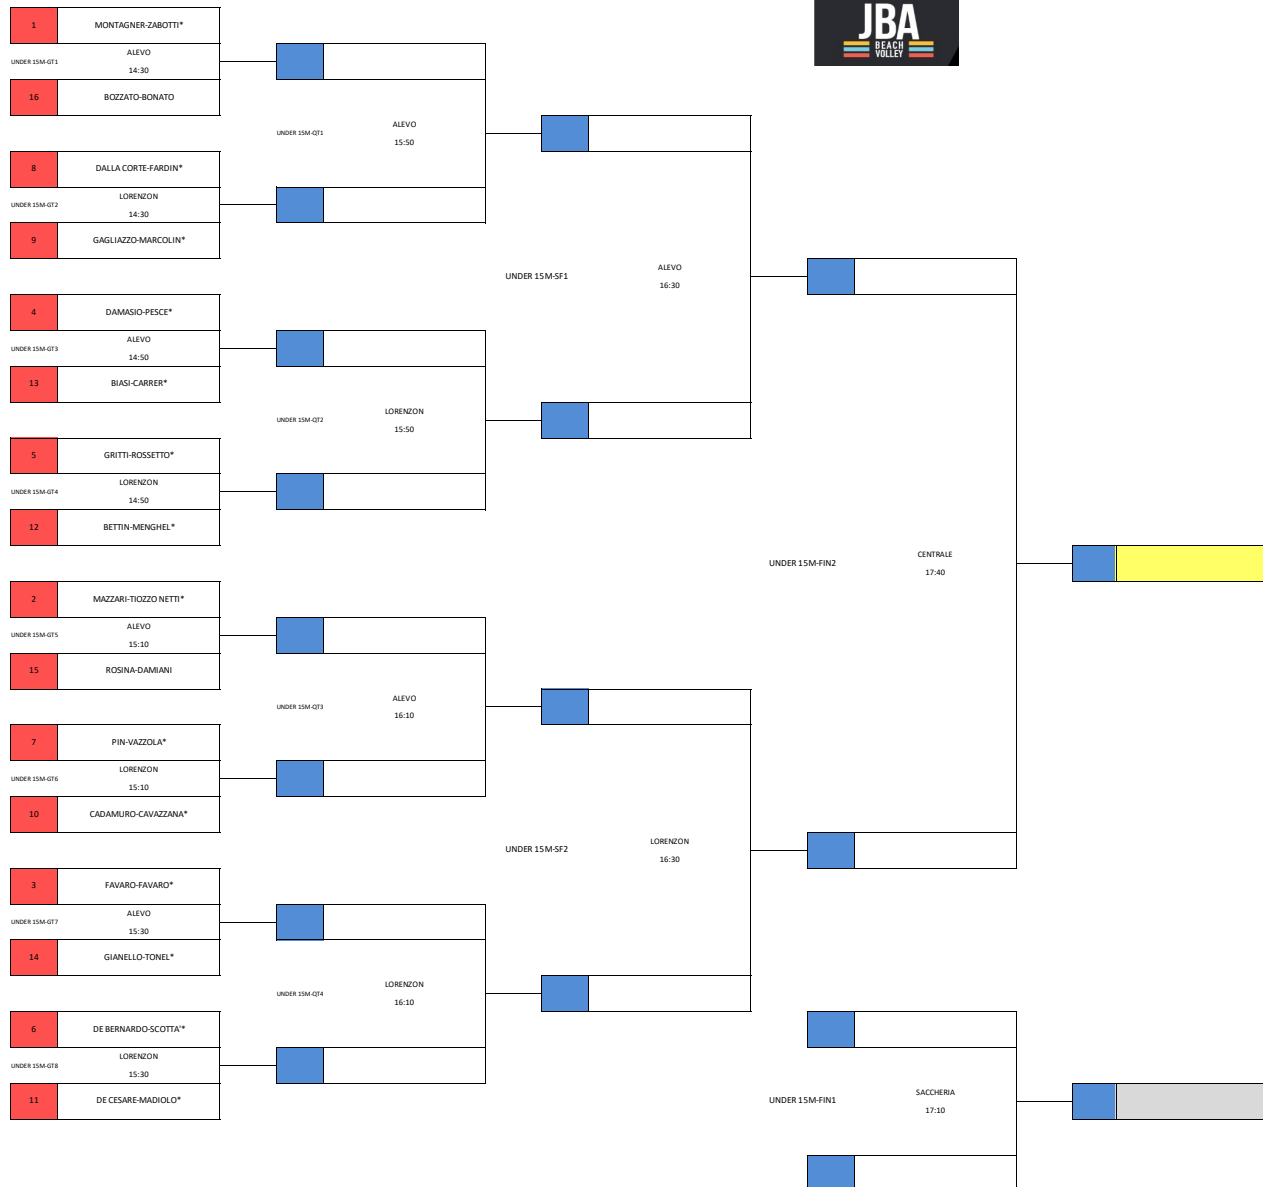 JBA
BEACH
VOLLEY
1 MONTAGNER-ZABOTTI*
UNDER 15M-GT1 ALEVO
14:30
16 BOZZATO-BONATO
UNDER 15M-QT1 ALEVO
15:50
8 DALLA CORTE-FARDIN*
UNDER 15M-GT2 LORENZON
14:30
9 GAGLIAZZO-MARCOLIN*
UNDER 15M-SF1 ALEVO
16:30
4 DAMASIO-PESCE*
UNDER 15M-GT3 ALEVO
14:50
13 BIASI-CARRER*
UNDER 15M-QT2 LORENZON
15:50
5 GRITTI-ROSSETTO*
UNDER 15M-GT4 LORENZON
14:50
12 BETTIN-MENGHEL*
UNDER 15M-FIN2 CENTRALE
17:40
2 MAZZARI-TIOZZO NETTI*
UNDER 15M-GT5 ALEVO
15:10
15 ROSINA-DAMIANI
UNDER 15M-QT3 ALEVO
16:10
7 PIN-VAZZOLA*
UNDER 15M-GT6 LORENZON
15:10
10 CADAMURO-CAVAZZANA*
UNDER 15M-SF2 LORENZON
16:30
3 FAVARO-FAVARO*
UNDER 15M-GT7 ALEVO
15:30
14 GIANELLO-TONEL*
UNDER 15M-QT4 LORENZON
16:10
6 DE BERNARDO-SCOTTA'*
UNDER 15M-GT8 LORENZON
15:30
11 DE CESARE-MADIOLO*
UNDER 15M-FIN1 SACCHERIA
17:10